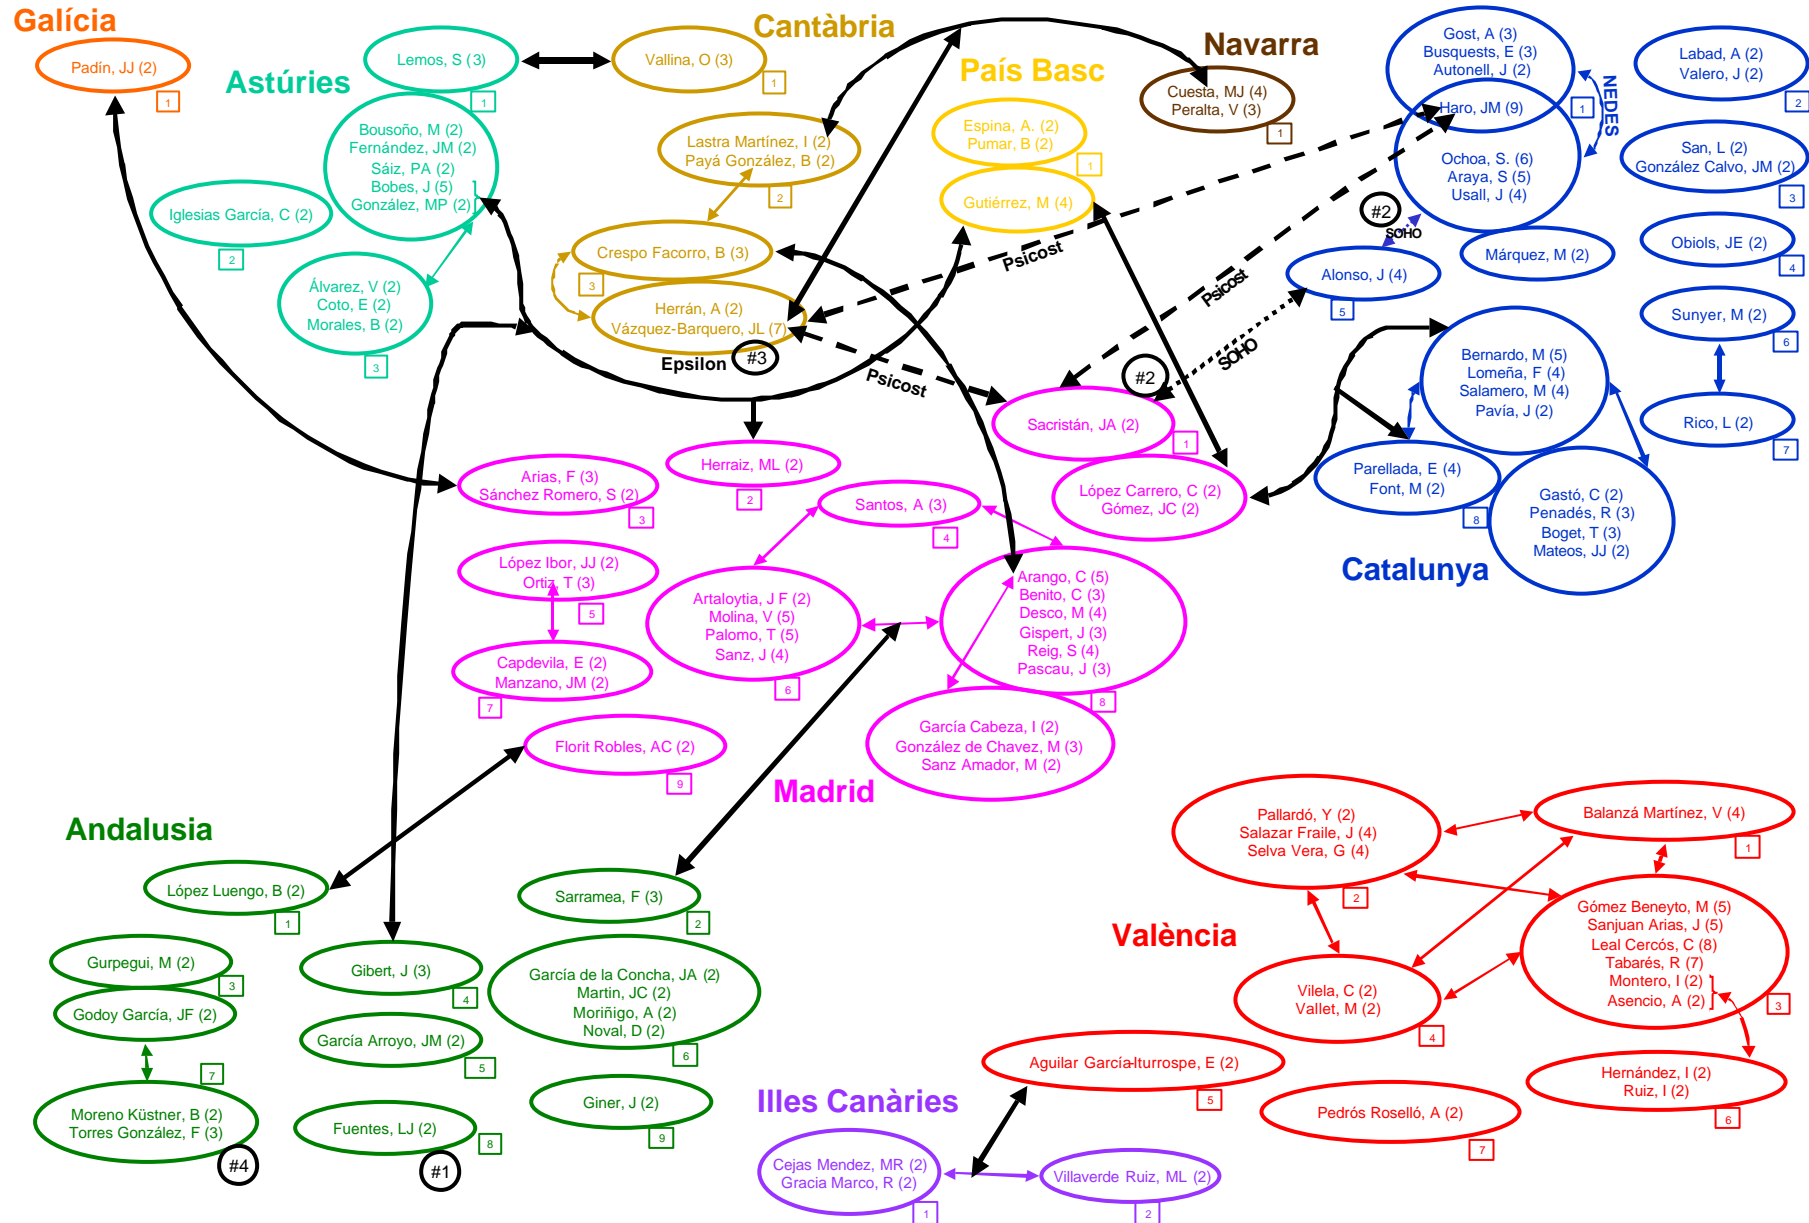 Galícia
Padín, JJ (2)
1
Astúries
Lemos, S (3)
1
Bousoño, M (2)
Fernández, JM (2)
Sáiz, PA (2)
Bobes, J (5)
González, MP (2)
Iglesias García, C (2)
2
Álvarez, V (2)
Coto, E (2)
Morales, B (2)
3
Cantàbria
Vallina, O (3)
1
Lastra Martínez, I (2)
Payá González, B (2)
2
Crespo Facorro, B (3)
3
Herrán, A (2)
Vázquez-Barquero, JL (7)
Epsilon
#3
País Basc
Espina, A. (2)
Pumar, B (2)
1
Gutiérrez, M (4)
Navarra
Cuesta, MJ (4)
Peralta, V (3)
1
Psicost
Psicost
Psicost
SOHO
#2
#2
SOHO
NEDES
Gost, A (3)
Busquests, E (3)
Autonell, J (2)
1
Haro, JM (9)
Ochoa, S. (6)
Araya, S (5)
Usall, J (4)
Márquez, M (2)
Alonso, J (4)
5
Labad, A (2)
Valero, J (2)
2
San, L (2)
González Calvo, JM (2)
3
Obiols, JE (2)
4
Sunyer, M (2)
6
Rico, L (2)
7
Bernardo, M (5)
Lomeña, F (4)
Salamero, M (4)
Pavía, J (2)
Parellada, E (4)
Font, M (2)
8
Gastó, C (2)
Penadés, R (3)
Boget, T (3)
Mateos, JJ (2)
Catalunya
Sacristán, JA (2)
1
López Carrero, C (2)
Gómez, JC (2)
Herraiz, ML (2)
2
Arias, F (3)
Sánchez Romero, S (2)
3
Santos, A (3)
4
López Ibor, JJ (2)
Ortiz, T (3)
5
Artaloytia, J F (2)
Molina, V (5)
Palomo, T (5)
Sanz, J (4)
6
Capdevila, E (2)
Manzano, JM (2)
7
Arango, C (5)
Benito, C (3)
Desco, M (4)
Gispert, J (3)
Reig, S (4)
Pascau, J (3)
8
García Cabeza, I (2)
González de Chavez, M (3)
Sanz Amador, M (2)
Florit Robles, AC (2)
9
Madrid
Andalusia
López Luengo, B (2)
1
Sarramea, F (3)
2
Gurpegui, M (2)
3
Godoy García, JF (2)
Gibert, J (3)
4
García Arroyo, JM (2)
5
García de la Concha, JA (2)
Martin, JC (2)
Moriñigo, A (2)
Noval, D (2)
6
7
Moreno Küstner, B (2)
Torres González, F (3)
#4
Fuentes, LJ (2)
8
#1
Giner, J (2)
9
Illes Canàries
Cejas Mendez, MR (2)
Gracia Marco, R (2)
1
Villaverde Ruiz, ML (2)
2
València
Pallardó, Y (2)
Salazar Fraile, J (4)
Selva Vera, G (4)
2
Balanzá Martínez, V (4)
1
Gómez Beneyto, M (5)
Sanjuan Arias, J (5)
Leal Cercós, C (8)
Tabarés, R (7)
Montero, I (2)
Asencio, A (2)
3
Vilela, C (2)
Vallet, M (2)
4
Aguilar García-Iturrospe, E (2)
5
Hernández, I (2)
Ruiz, I (2)
6
Pedrós Roselló, A (2)
7